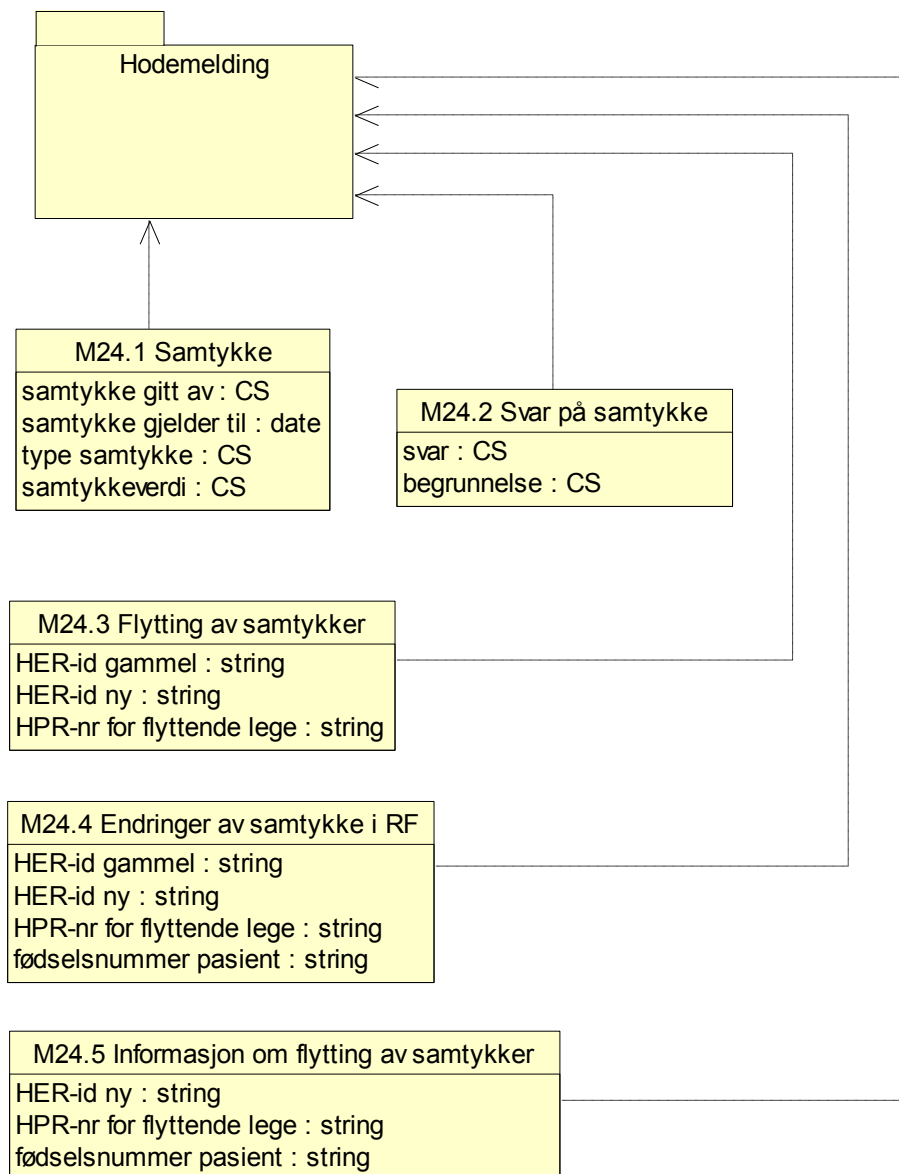 Hodemelding
M24.1 Samtykke
samtykke gitt av : CS
samtykke gjelder til : date
type samtykke : CS
samtykkeverdi : CS
M24.2 Svar på samtykke
svar : CS
begrunnelse : CS
M24.3 Flytting av samtykker
HER-id gammel : string
HER-id ny : string
HPR-nr for flyttende lege : string
M24.4 Endringer av samtykke i RF
HER-id gammel : string
HER-id ny : string
HPR-nr for flyttende lege : string
fødselsnummer pasient : string
M24.5 Informasjon om flytting av samtykker
HER-id ny : string
HPR-nr for flyttende lege : string
fødselsnummer pasient : string